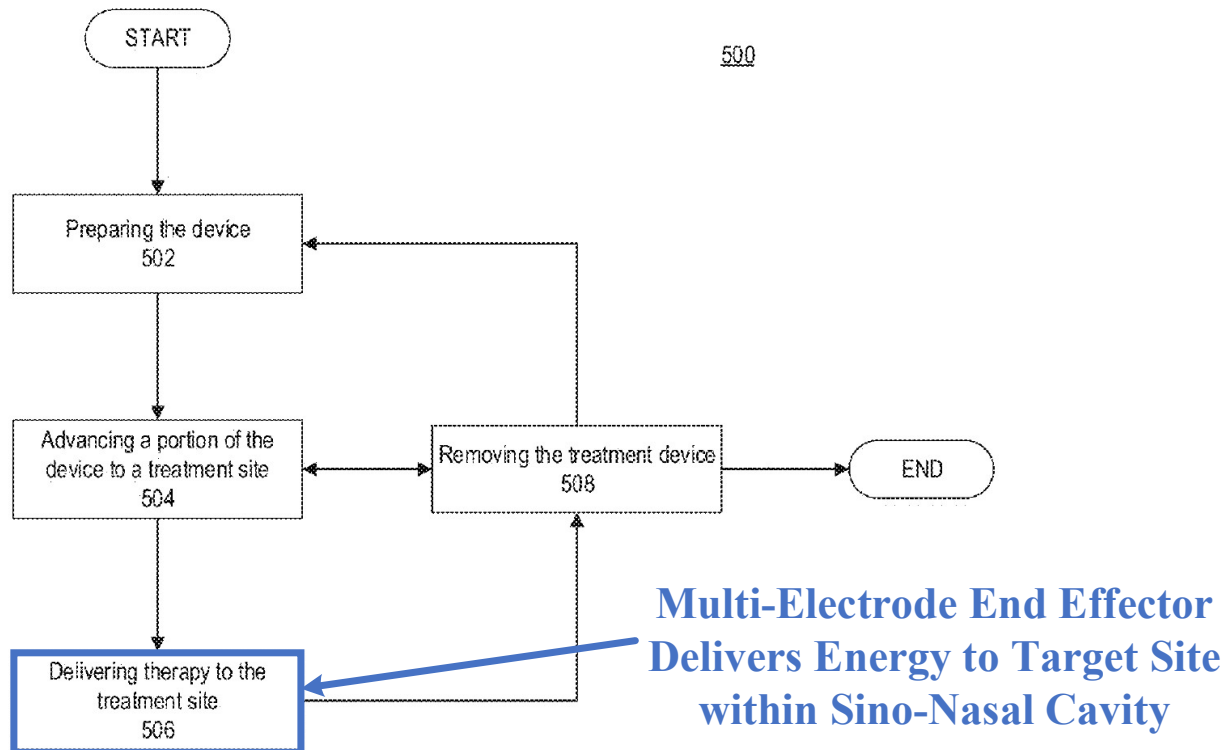 START
500
Preparing the device
502
Advancing a portion of the
device to a treatment site
504
Removing the treatment device
508
END
Delivering therapy to the
treatment site
506
Multi-Electrode End Effector
Delivers Energy to Target Site
within Sino-Nasal Cavity